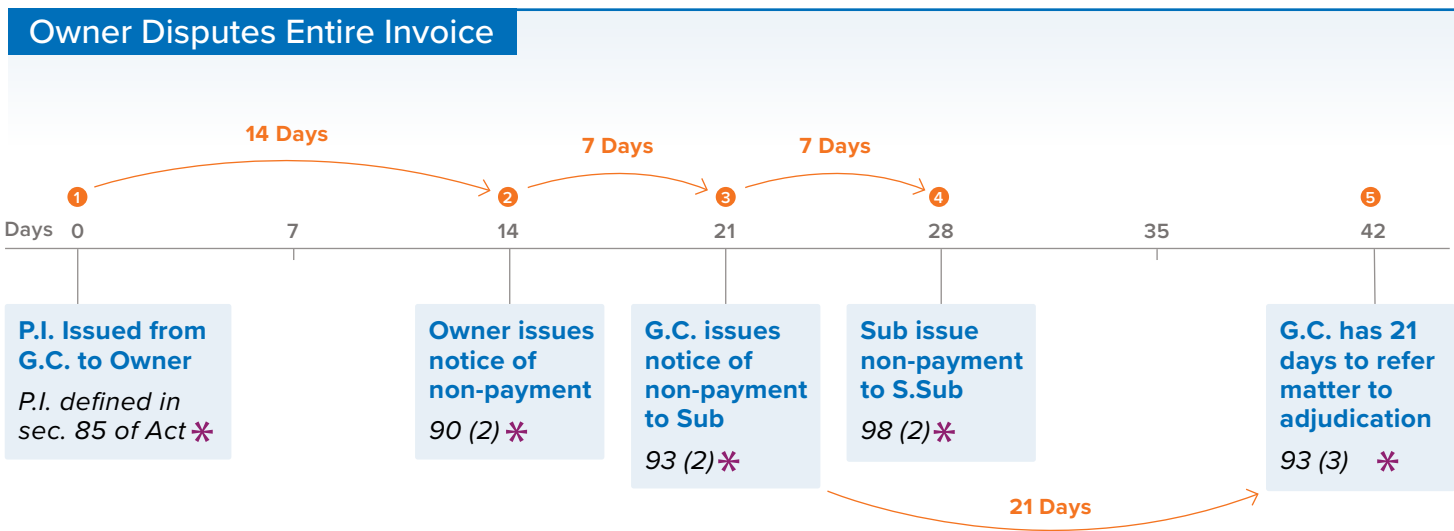 Owner Disputes Entire Invoice
14 Days
7 Days
7 Days
1
2
3
4
5
Days 0 7 14 21 28 35 42
P.I. Issued from
G.C. to Owner
P.I. defined in
sec. 85 of Act *
Owner issues
notice of
non-payment
90 (2) *
G.C. issues
notice of
non-payment
to Sub
93 (2) *
Sub issue
non-payment
to S.Sub
98 (2) *
G.C. has 21
days to refer
matter to
adjudication
93 (3) *
21 Days